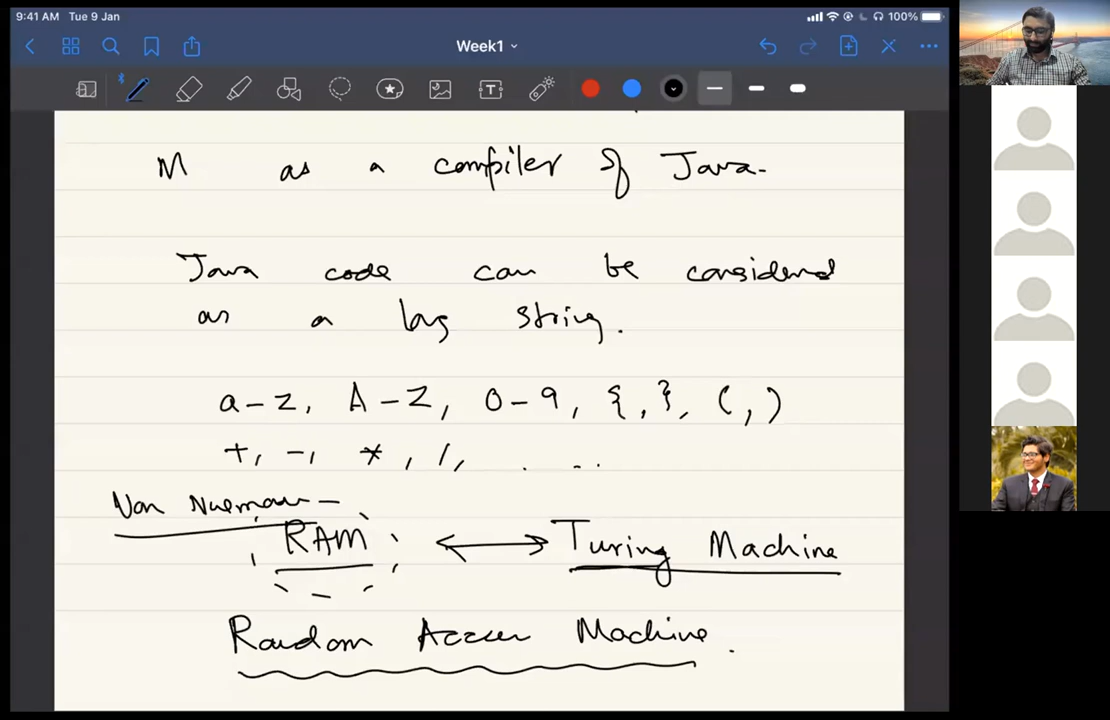 9:41 AM Tue 9 Jan
100%
Week1
T
M as a compiler of Java.
Java code can be considered
as a long string.
a-z, A-Z, 0-9, {,}, (,)
+, -, *, /, . ...
Von Nueman -
RAM ↔ Turing Machine
Random Access Machine.